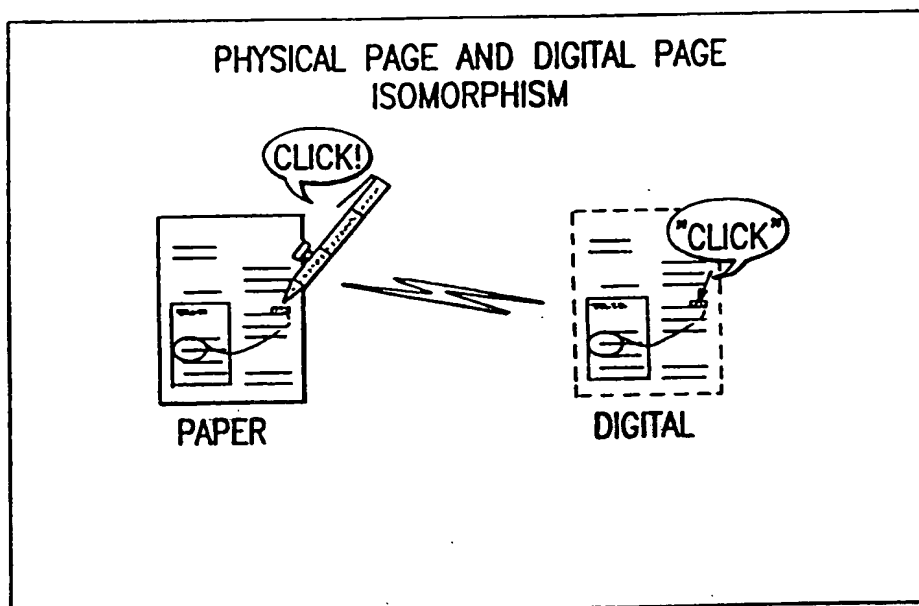 PHYSICAL PAGE AND DIGITAL PAGE
ISOMORPHISM
CLICK!
"CLICK"
PAPER
DIGITAL